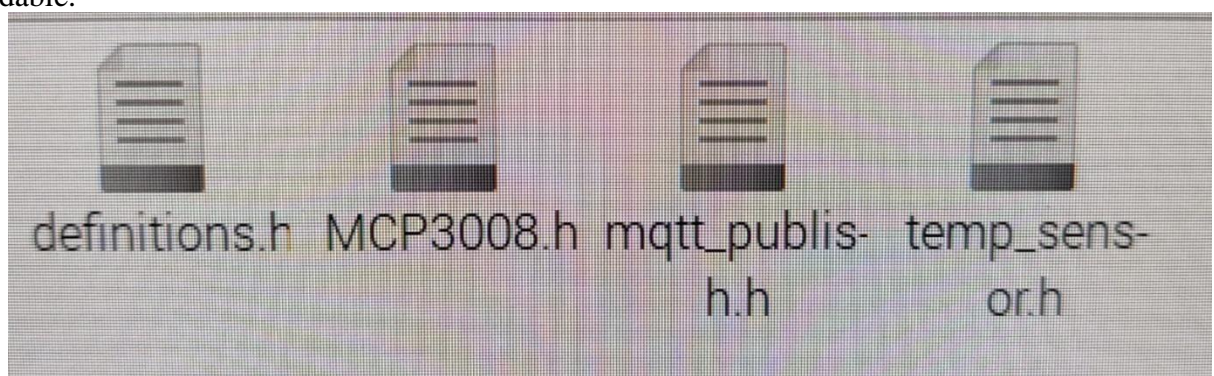 definitions.h MCP3008.h mqtt_publis- temp_sens-
h.h or.h